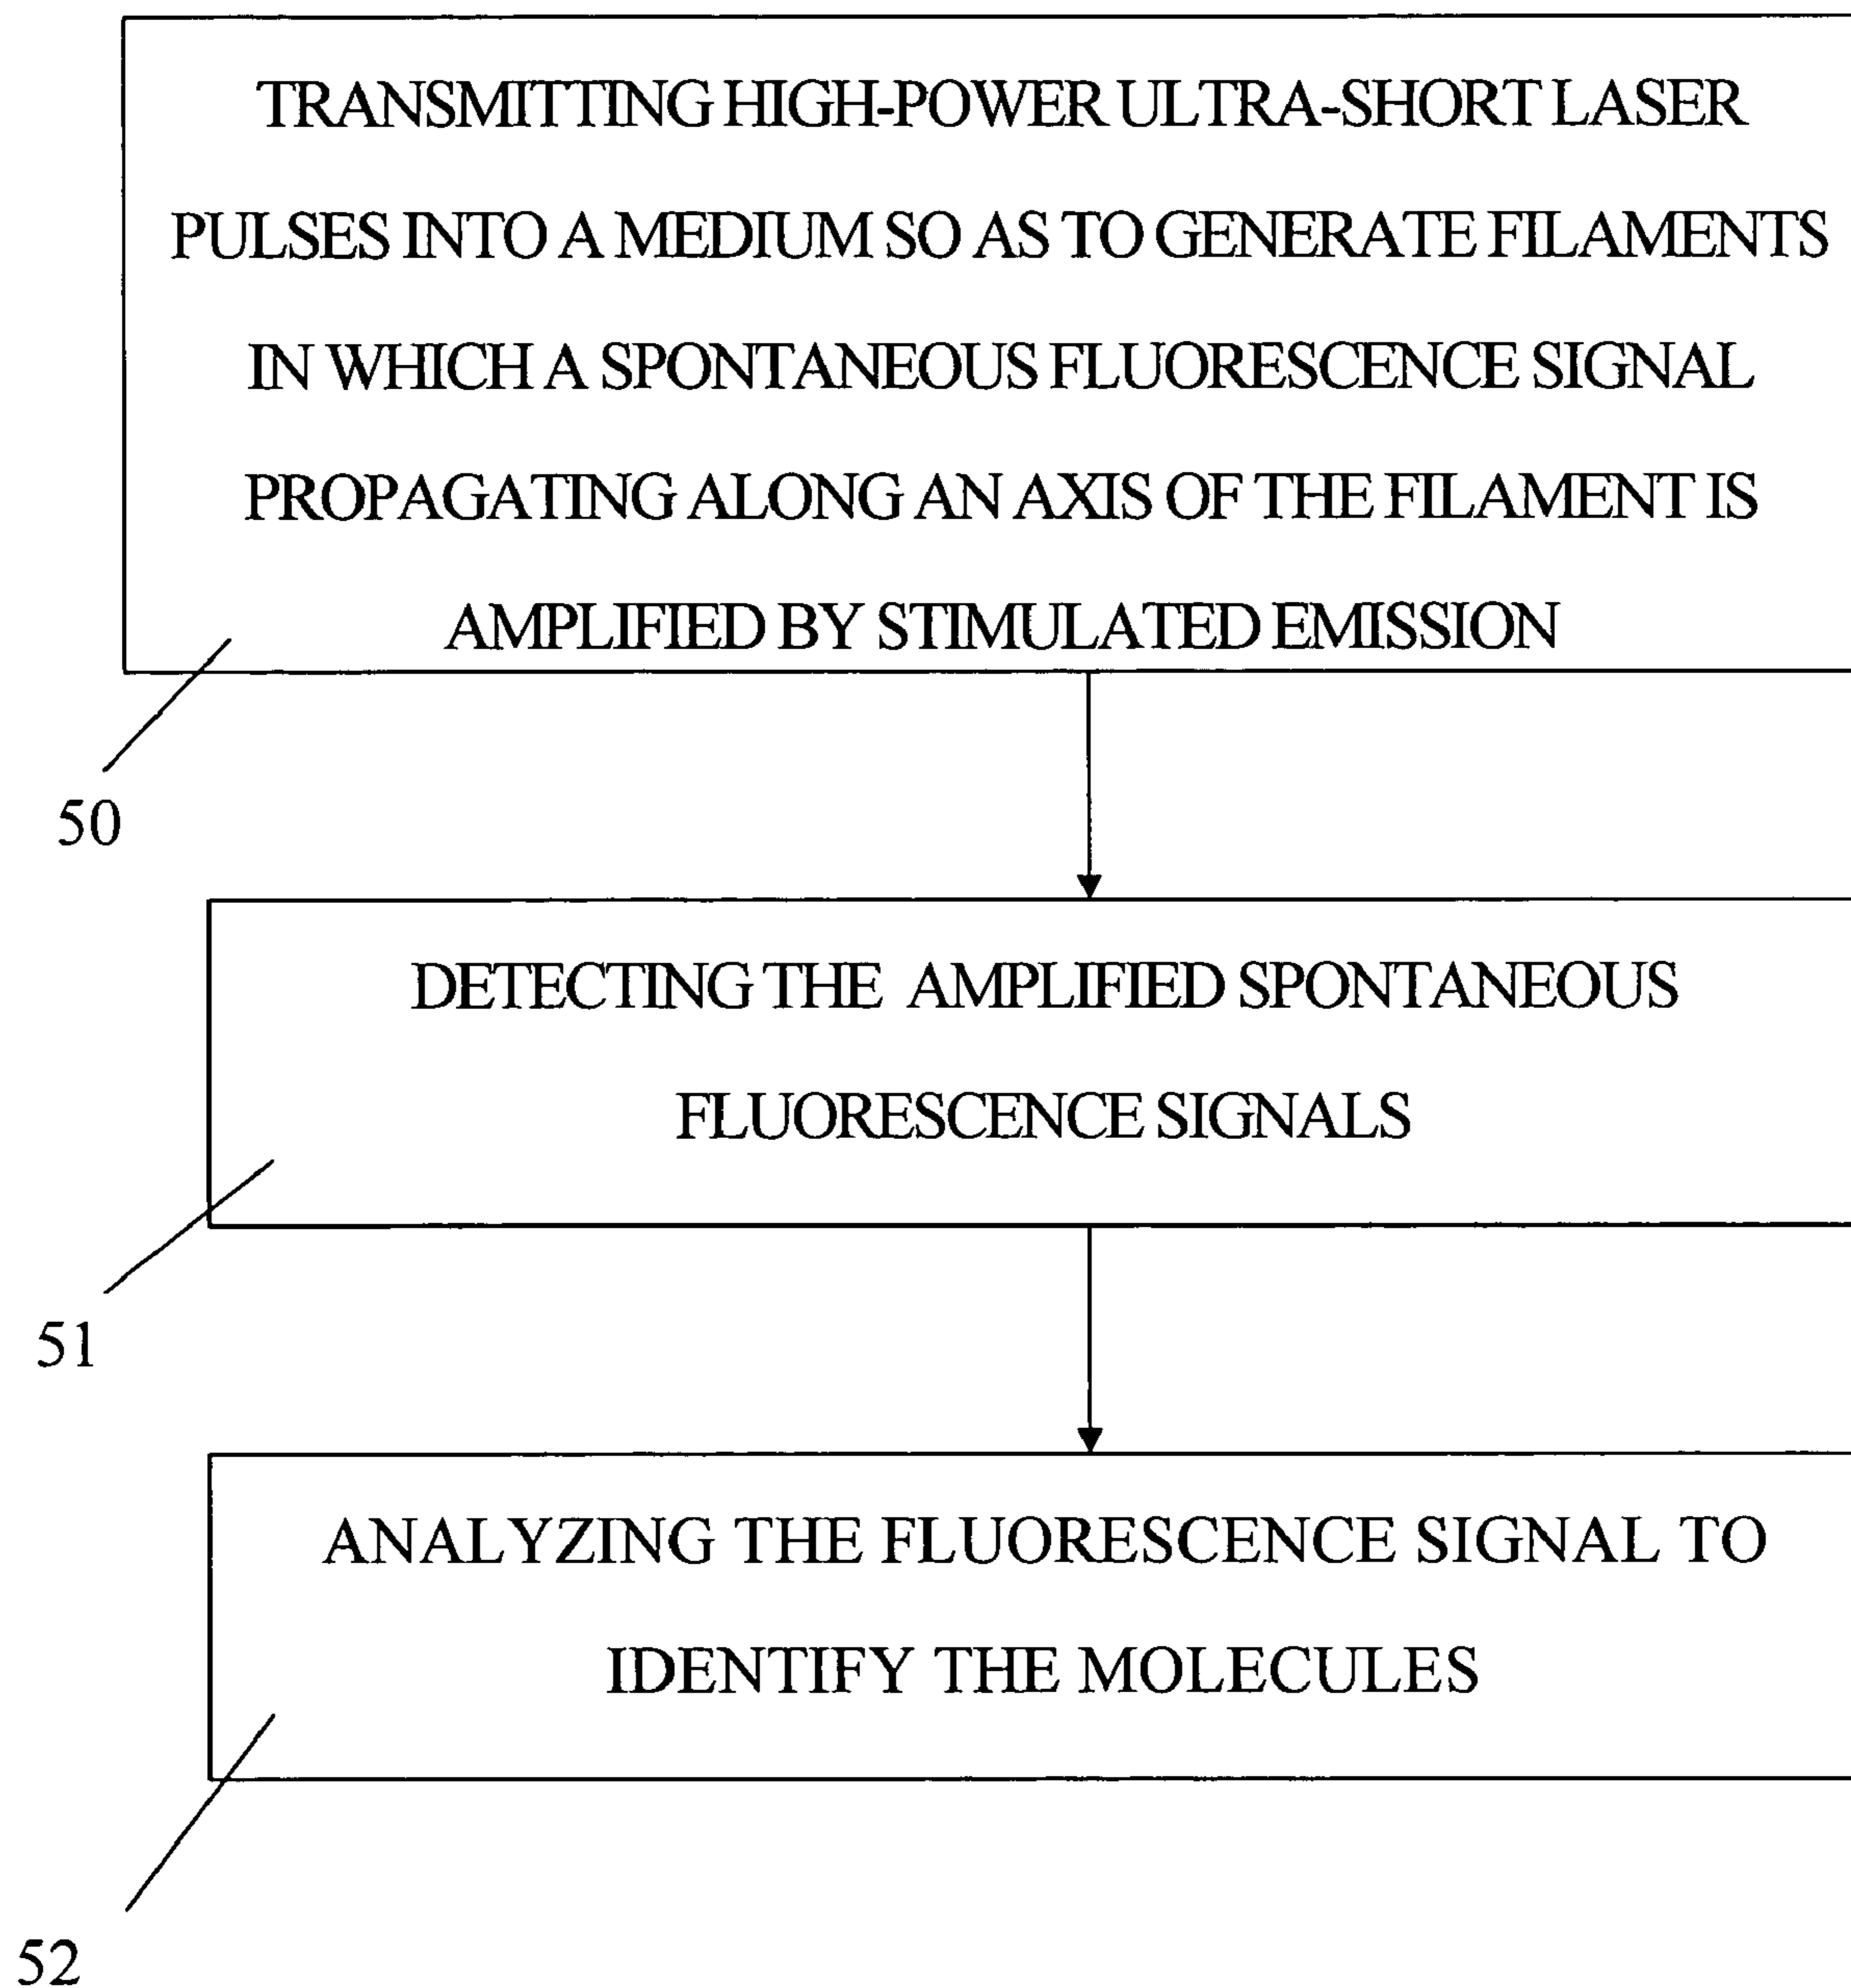 TRANSMITTING HIGH-POWER ULTRA-SHORT LASER
PULSES INTO A MEDIUM SO AS TO GENERATE FILAMENTS
IN WHICH A SPONTANEOUS FLUORESCENCE SIGNAL
PROPAGATING ALONG AN AXIS OF THE FILAMENT IS
AMPLIFIED BY STIMULATED EMISSION
50
DETECTING THE AMPLIFIED SPONTANEOUS
FLUORESCENCE SIGNALS
51
ANALYZING THE FLUORESCENCE SIGNAL TO
IDENTIFY THE MOLECULES
52